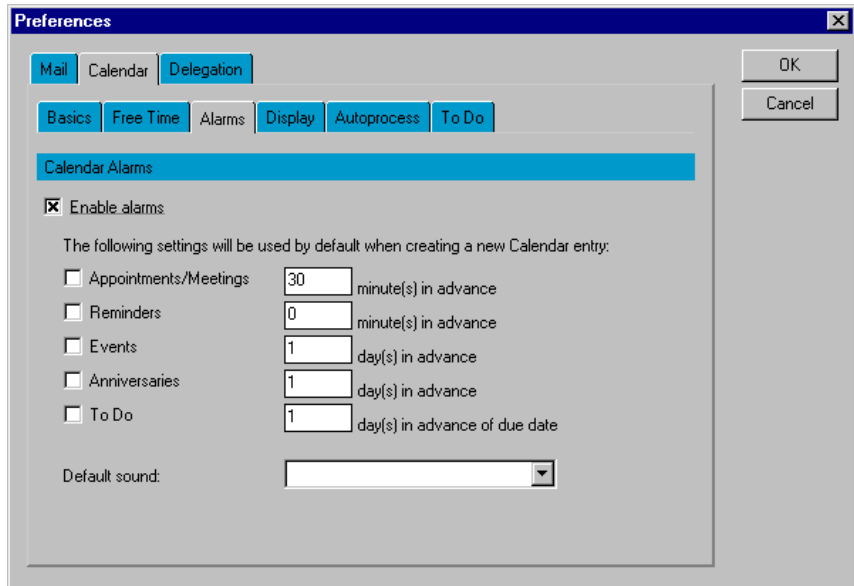 Preferences
OK
Cancel
Mail Calendar Delegation
Basics Free Time Alarms Display Autoprocess To Do
Calendar Alarms
Enable alarms
The following settings will be used by default when creating a new Calendar entry:
Appointments/Meetings 30 minute(s) in advance
Reminders 0 minute(s) in advance
Events 1 day(s) in advance
Anniversaries 1 day(s) in advance
To Do 1 day(s) in advance of due date
Default sound: